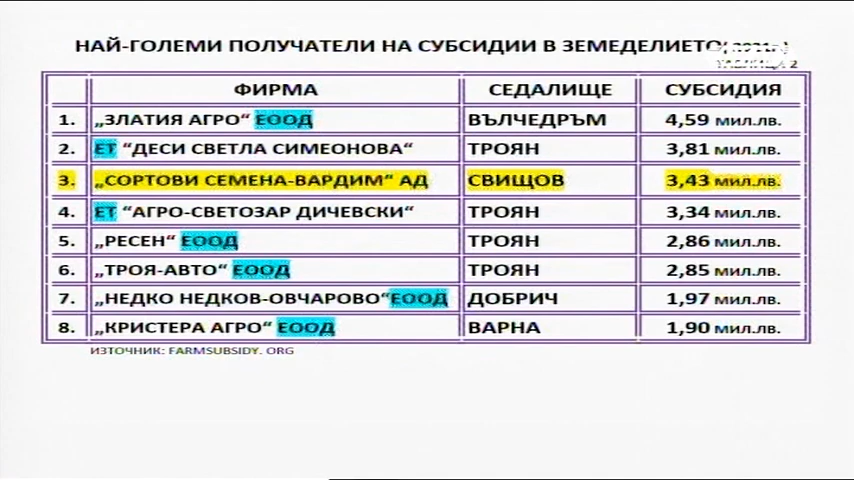 НАЙ-ГОЛЕМИ ПОЛУЧАТЕЛИ НА СУБСИДИИ В ЗЕМЕДЕЛИЕТО
ТАБЛИЦА 2
ФИРМА СЕДАЛИЩЕ СУБСИДИЯ
1. „ЗЛАТИЯ АГРО“ ЕООД ВЪЛЧЕДРЪМ 4,59 МИЛ.ЛВ.
2. ЕТ “ДЕСИ СВЕТЛА СИМЕОНОВА“ ТРОЯН 3,81 МИЛ.ЛВ.
3. „СОРТОВИ СЕМЕНА-ВАРДИМ“ АД СВИЩОВ 3,43 МИЛ.ЛВ.
4. ЕТ “АГРО-СВЕТОЗАР ДИЧЕВСКИ“ ТРОЯН 3,34 МИЛ.ЛВ.
5. „РЕСЕН“ ЕООД ТРОЯН 2,86 МИЛ.ЛВ.
6. „ТРОЯ-АВТО“ ЕООД ТРОЯН 2,85 МИЛ.ЛВ.
7. „НЕДКО НЕДКОВ-ОВЧАРОВО“ЕООД ДОБРИЧ 1,97 МИЛ.ЛВ.
8. „КРИСТЕРА АГРО“ ЕООД ВАРНА 1,90 МИЛ.ЛВ.
ИЗТОЧНИК: FARMSUBSIDY. ORG